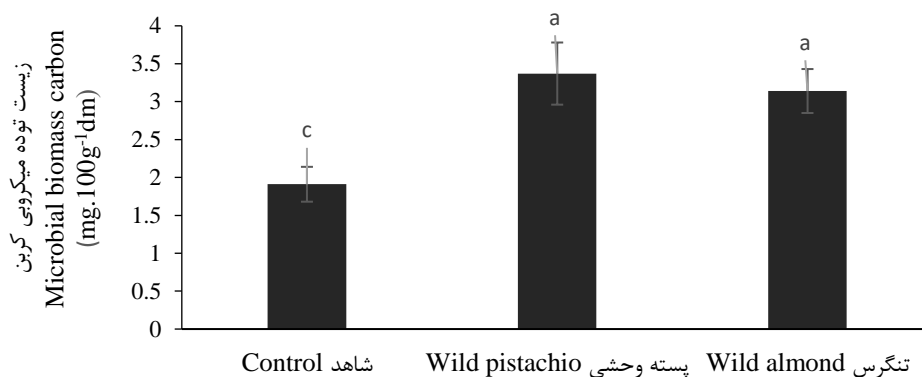 زیست توده میکروبی کربن
Microbial biomass carbon
(mg.100g-1dm)
4
3.5
3
2.5
2
1.5
1
0.5
0
c
a
a
Control شاهد
Wild pistachio پسته وحشی
Wild almond تنگرس